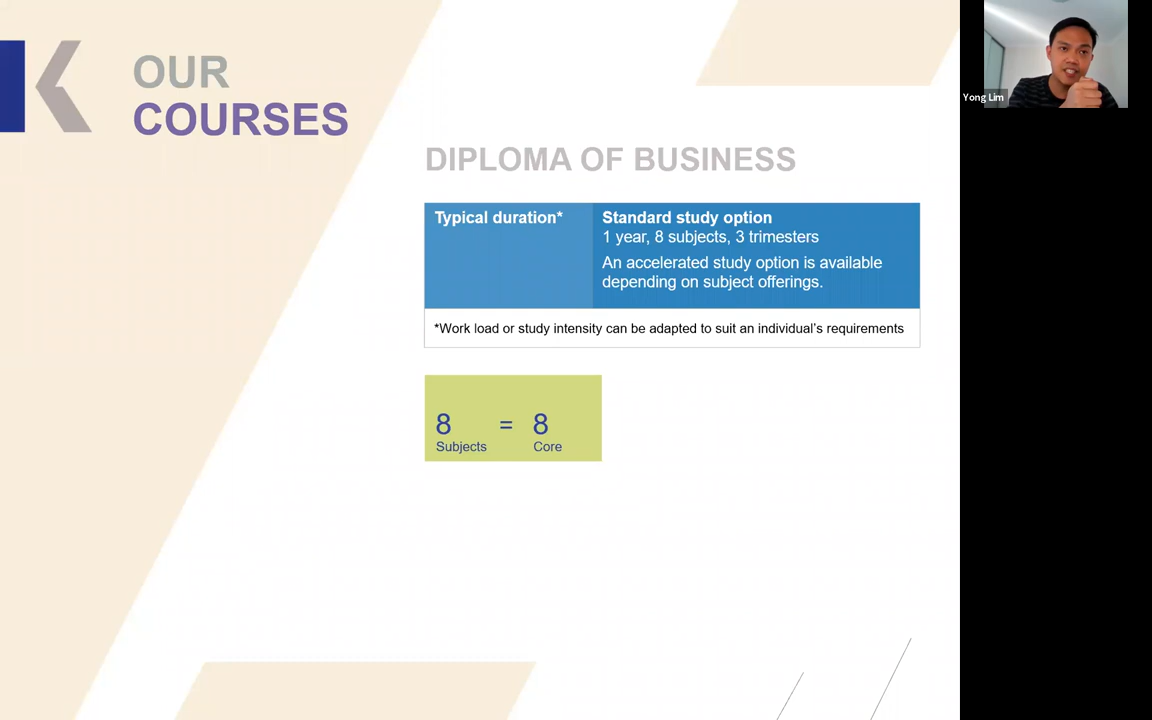 OUR
COURSES
DIPLOMA OF BUSINESS
Typical duration*
Standard study option
1 year, 8 subjects, 3 trimesters
An accelerated study option is available
depending on subject offerings.
*Work load or study intensity can be adapted to suit an individual's requirements
8 = 8
Subjects Core
Yong Lim